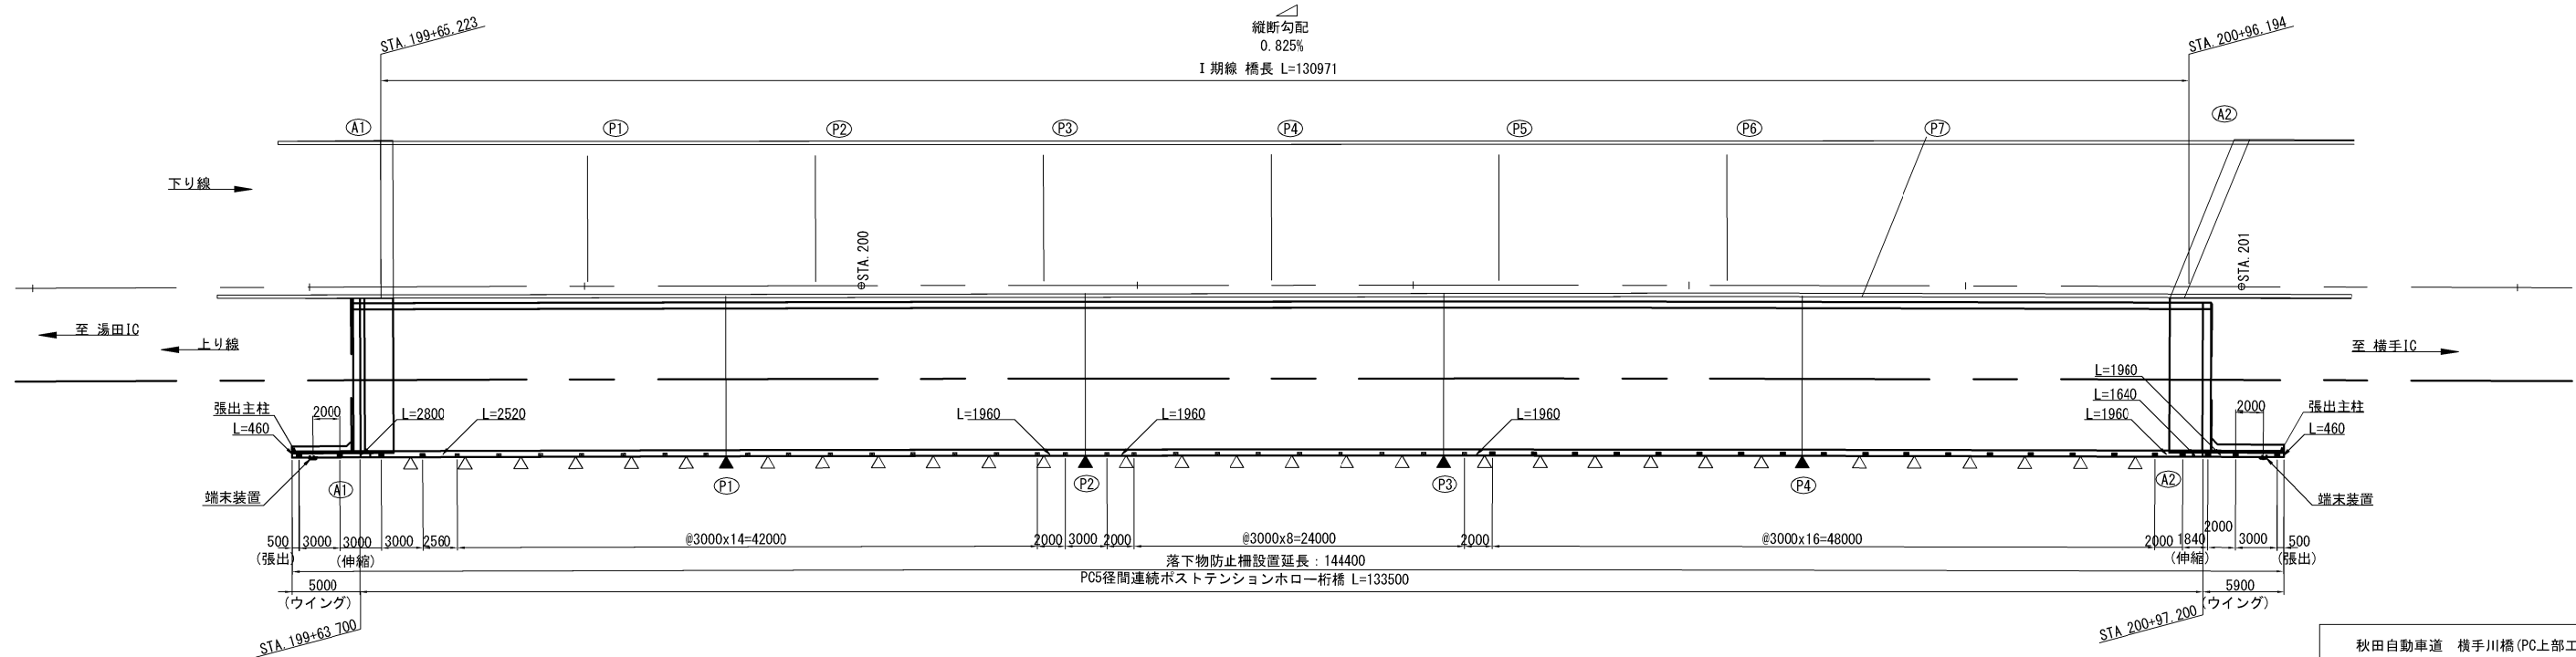 STA.199+65.223
縦断勾配
0.825%
STA.200+96.194
Ⅰ期線 橋長 L=130971
A1
P1
P2
P3
P4
P5
P6
P7
A2
下り線
STA.200
STA.201
至 湯田IC
上り線
至 横手IC
L=1960
張出主柱
2000
L=2800
L=2520
L=1960
L=1960
L=1960
L=1640
L=1960
2000
張出主柱
L=460
L=460
端末装置
A1
P1
P2
P3
P4
A2
端末装置
500
(張出)
3000
3000
(伸縮)
3000
2560
@3000x14=42000
2000
3000
2000
@3000x8=24000
2000
@3000x16=48000
2000
1840
(伸縮)
2000
3000
500
(張出)
落下物防止柵設置延長：144400
PC5径間連続ポストテンションホロー桁橋 L=133500
5000
(ウイング)
5900
(ウイング)
STA.199+63.700
STA.200+97.200
秋田自動車道 横手川橋(PC上部工